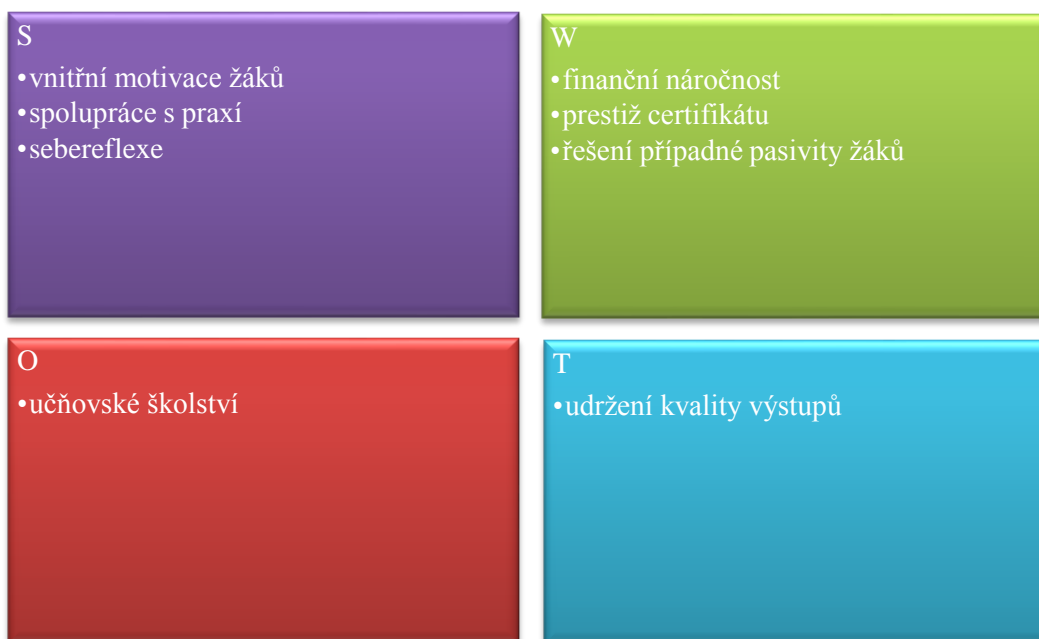 S
•vnitřní motivace žáků
•spolupráce s praxí
•sebereflexe
W
•finanční náročnost
•prestiž certifikátu
•řešení případné pasivity žáků
O
•učňovské školství
T
•udržení kvality výstupů